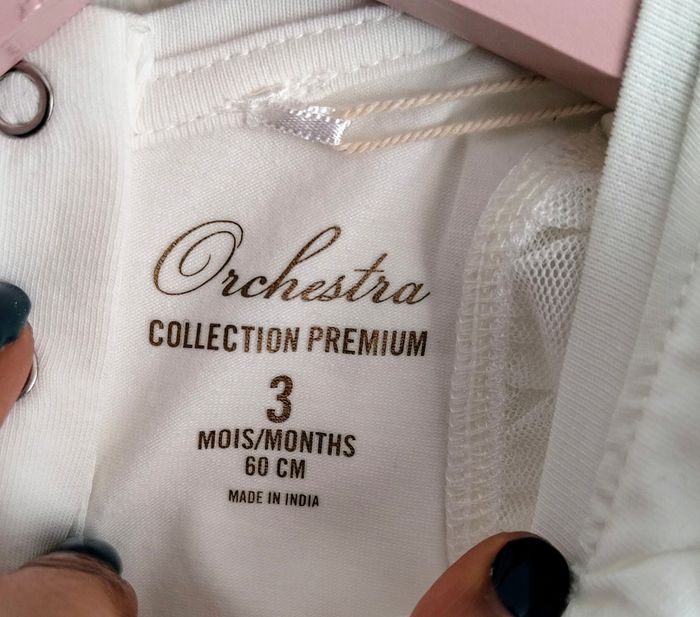 Orchestra
COLLECTION PREMIUM
3
MOIS/MONTHS
60 CM
MADE IN INDIA